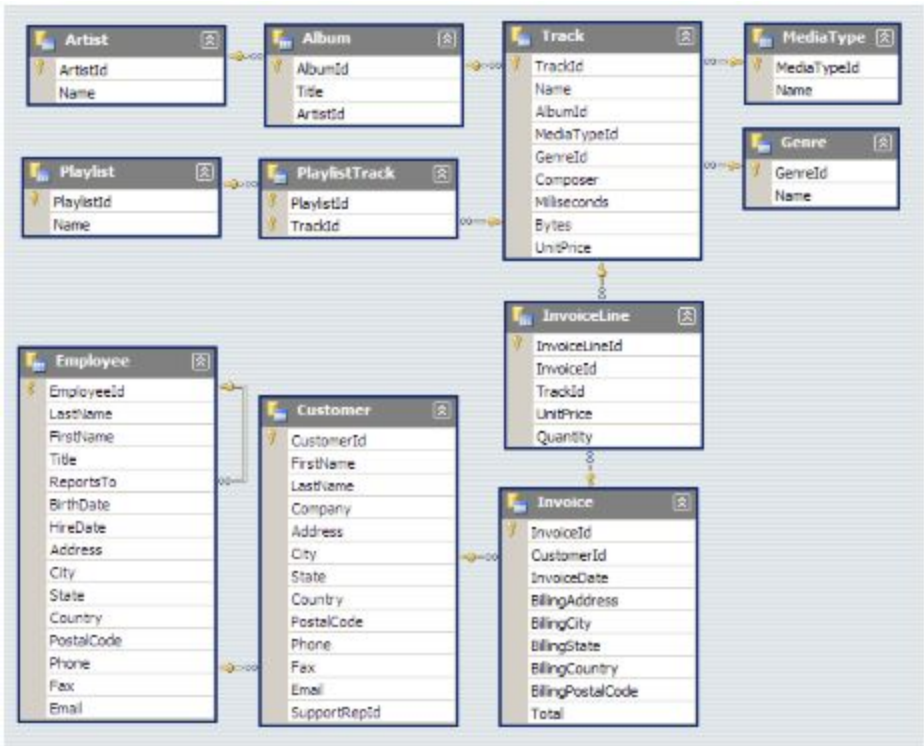 Artist
ArtistId
Name
Album
AlbumId
Title
ArtistId
Track
TrackId
Name
AlbumId
MediaTypeId
GenreId
Composer
Milliseconds
Bytes
UnitPrice
MediaType
MediaTypeId
Name
Genre
GenreId
Name
Playlist
PlaylistId
Name
PlaylistTrack
PlaylistId
TrackId
InvoiceLine
InvoiceLineId
InvoiceId
TrackId
UnitPrice
Quantity
Employee
EmployeeId
LastName
FirstName
Title
ReportsTo
BirthDate
HireDate
Address
City
State
Country
PostalCode
Phone
Fax
Email
Customer
CustomerId
FirstName
LastName
Company
Address
City
State
Country
PostalCode
Phone
Fax
Email
SupportRepId
Invoice
InvoiceId
CustomerId
InvoiceDate
BillingAddress
BillingCity
BillingState
BillingCountry
BillingPostalCode
Total